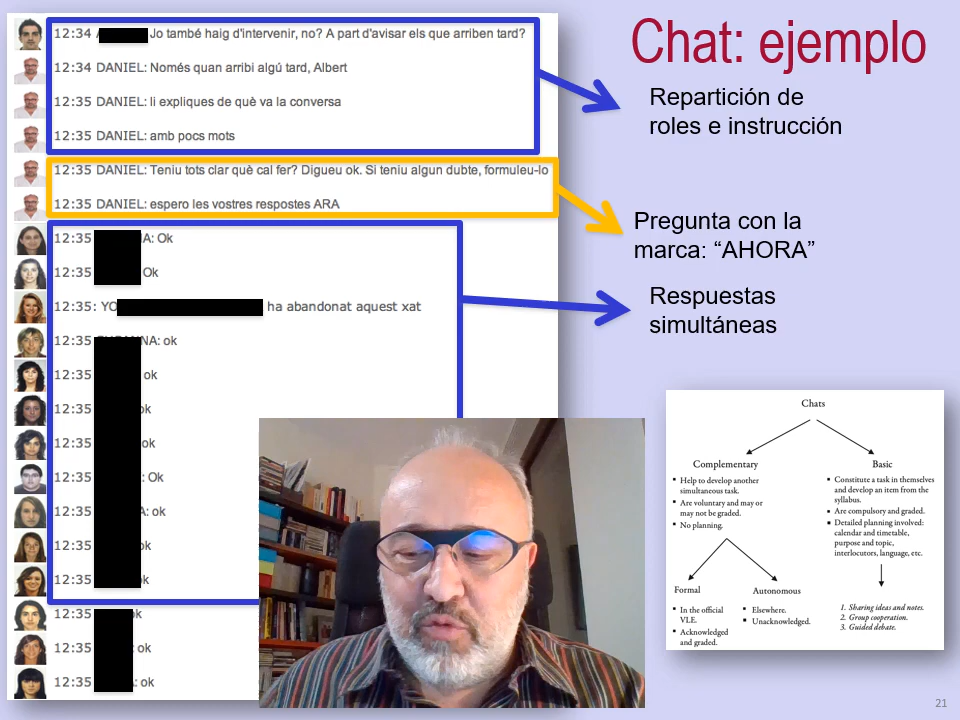 Chat: ejemplo
12:34 A Jo també haig d'intervenir, no? A part d'avisar els que arriben tard?
12:34 DANIEL: Només quan arribi algú tard, Albert
12:35 DANIEL: li expliques de què va la conversa
12:35 DANIEL: amb pocs mots
Repartición de
roles e instrucción
12:35 DANIEL: Teniu tots clar què cal fer? Digueu ok. Si teniu algun dubte, formuleu-lo
12:35 DANIEL: espero les vostres respostes ARA
Pregunta con la
marca: “AHORA”
12:35 A: Ok
12:35 Ok
12:35: YO ha abandonat aquest xat
12:35 NA: ok
12:35 ok
12:35 ok
12:35 ok
12:35 : Ok
12:35 A: ok
12:35 ok
12:35 ok
12:35 ok
12:35 : ok
12:35 : ok
Respuestas
simultáneas
Chats
Complementary
▪ Help to develop another
simultaneous task.
▪ Are voluntary and may or
may not be graded.
▪ No planning.
Basic
▪ Constitute a task in themselves
and develop an item from the
syllabus.
▪ Are compulsory and graded.
▪ Detailed planning involved:
calendar and timetable,
purpose and topic,
interlocutors, language, etc.
Formal
▪ In the official
VLE.
▪ Acknowledged
and graded.
Autonomous
▪ Elsewhere.
▪ Unacknowledged.
1. Sharing ideas and notes.
2. Group cooperation.
3. Guided debate.
21